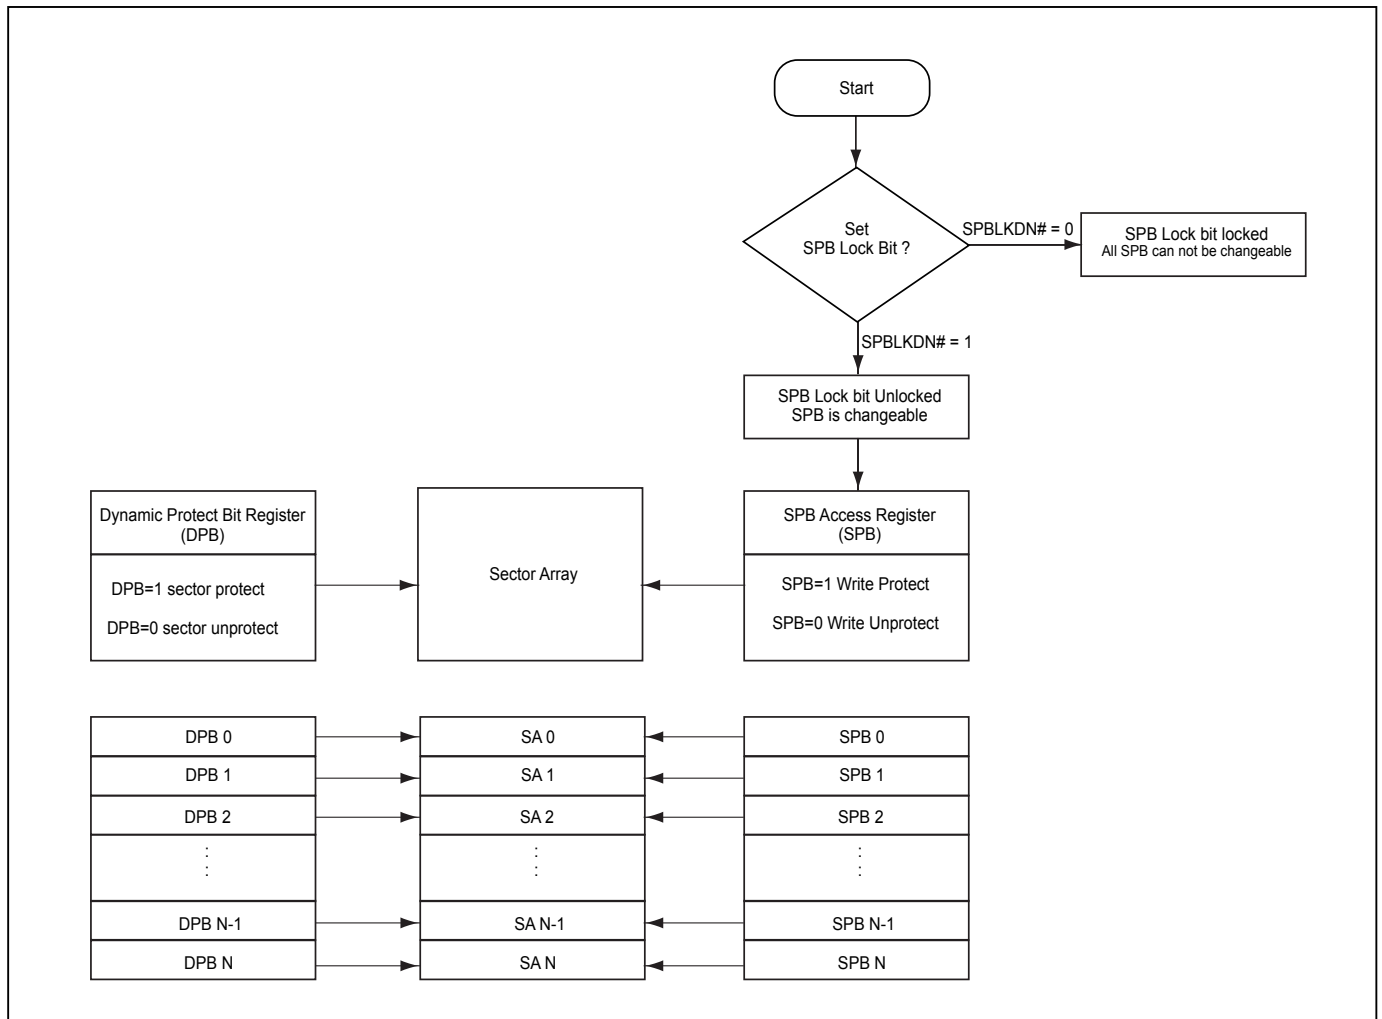 Start
Set
SPB Lock Bit ?
SPBLKDN# = 0
SPB Lock bit locked
All SPB can not be changeable
SPBLKDN# = 1
SPB Lock bit Unlocked
SPB is changeable
Dynamic Protect Bit Register
(DPB)
DPB=1 sector protect
DPB=0 sector unprotect
Sector Array
SPB Access Register
(SPB)
SPB=1 Write Protect
SPB=0 Write Unprotect
DPB 0
SA 0
SPB 0
DPB 1
SA 1
SPB 1
DPB 2
SA 2
SPB 2
DPB N-1
SA N-1
SPB N-1
DPB N
SA N
SPB N